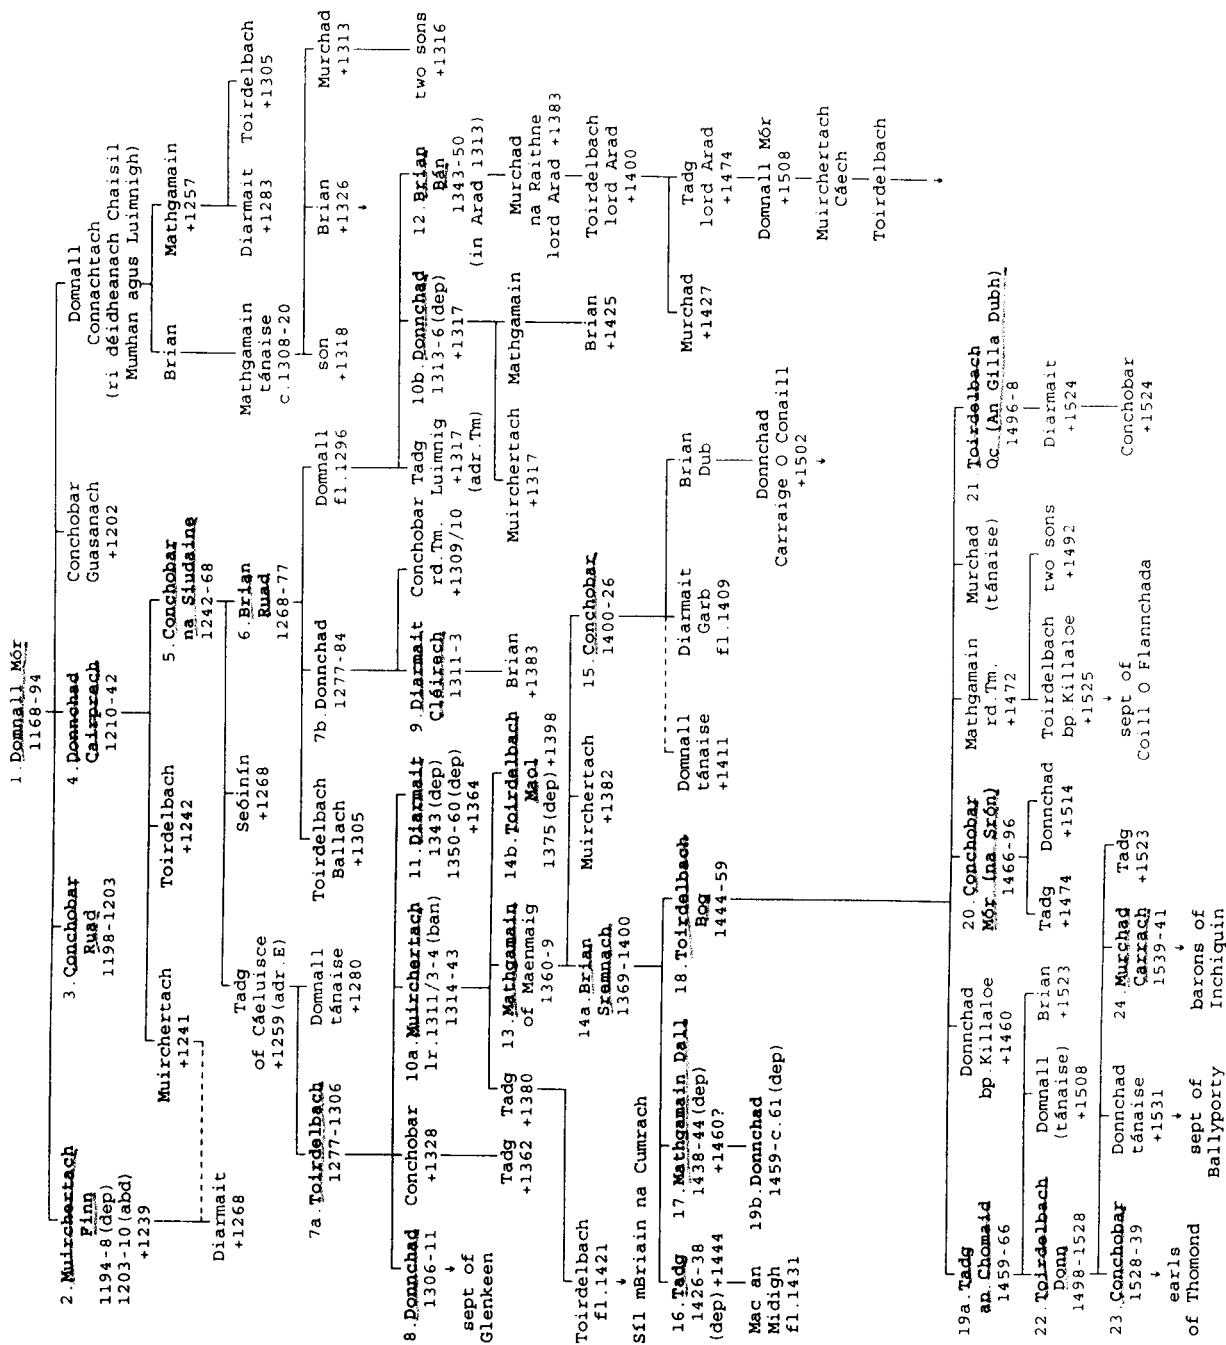 1.Domnall Mór
1168-94
2.Muirchertach
Finn
1194-8(dep)
1203-10(abd)
+1239
3.Conchobar
Ruad
1198-1203
4.Donnchad
Cairprech
1210-42
Conchobar
Guasanach
+1202
Domnall
Connachtach
(rí déidheanach Chaisil
Mumhan agus Luimnigh)
Muirchertach
+1241
Toirdelbach
+1242
5.Conchobar
na Siudaine
1242-68
Brian
Mathgamain
+1257
Diarmait
+1268
Tadg
of Cáeluisce
+1259(adr.E)
Seóinín
+1268
6.Brian
Ruad
1268-77
Mathgamain
tánaise
c.1308-20
Diarmait
+1283
Toirdelbach
+1305
7a.Toirdelbach
1277-1306
Domnall
tánaise
+1280
Toirdelbach
Ballach
+1305
7b.Donnchad
1277-84
Domnall
fl.1296
son
+1318
Brian
+1326
Murchad
+1313
8.Donnchad
1306-11
sept of
Glenkeen
Conchobar
+1328
10a.Muirchertach
lr.1311/3-4(ban)
1314-43
11.Diarmait
1343(dep)
1350-60(dep)
+1364
9.Diarmait
Cléirech
1311-3
Conchobar
rd.Tm.
+1309/10
Tadg
Luimnig
+1317
(adr.Tm)
10b.Donnchad
1313-6(dep)
+1317
12.Brian
Bán
1343-50
(in Arad 1313)
two sons
+1316
Tadg
+1362
Tadg
+1380
13.Mathgamain
of Maenmaig
1360-9
14b.Toirdelbach
Maol
1375(dep)+1398
Brian
+1383
Muirchertach
+1317
Mathgamain
Murchad
na Raithne
lord Arad +1383
Toirdelbach
fl.1421
Síl mBriain na Cumrach
14a.Brian
Sremnach
1369-1400
Muirchertach
+1382
15.Conchobar
1400-26
Brian
+1425
Toirdelbach
lord Arad
+1400
16.Tadg
1426-38
(dep)+1444
17.Mathgamain Dall
1438-44(dep)
+1460?
18.Toirdelbach
Bog
1444-59
Domnall
tánaise
+1411
Diarmait
Garb
fl.1409
Brian
Dub
Murchad
+1427
Tadg
lord Arad
+1474
Mac an
Midigh
fl.1431
19b.Donnchad
1459-c.61(dep)
Donnchad
+1502
Carraige O Conaill
Domnall Mór
+1508
Muirchertach
Cáech
Toirdelbach
19a.Tadg
an Chomaid
1459-66
Donnchad
bp.Killaloe
+1460
20.Conchobar
Mór (na Srón)
1466-96
Mathgamain
rd.Tm.
+1472
Murchad
(tánaise)
21 Toirdelbach
Oc (An Gilla Dubh)
1496-8
22.Toirdelbach
Donn
1498-1528
Domnall
(tánaise)
+1508
Brian
+1523
Tadg
+1474
Donnchad
+1514
Toirdelbach
bp.Killaloe
+1525
sept of
Coill O Flannchada
two sons
+1492
Diarmait
+1524
23.Conchobar
1528-39
earls
of Thomond
Donnchad
tánaise
+1531
sept of
Ballyporty
24.Murchad
Carrach
1539-41
barons of
Inchiquin
Tadg
+1523
Conchobar
+1524